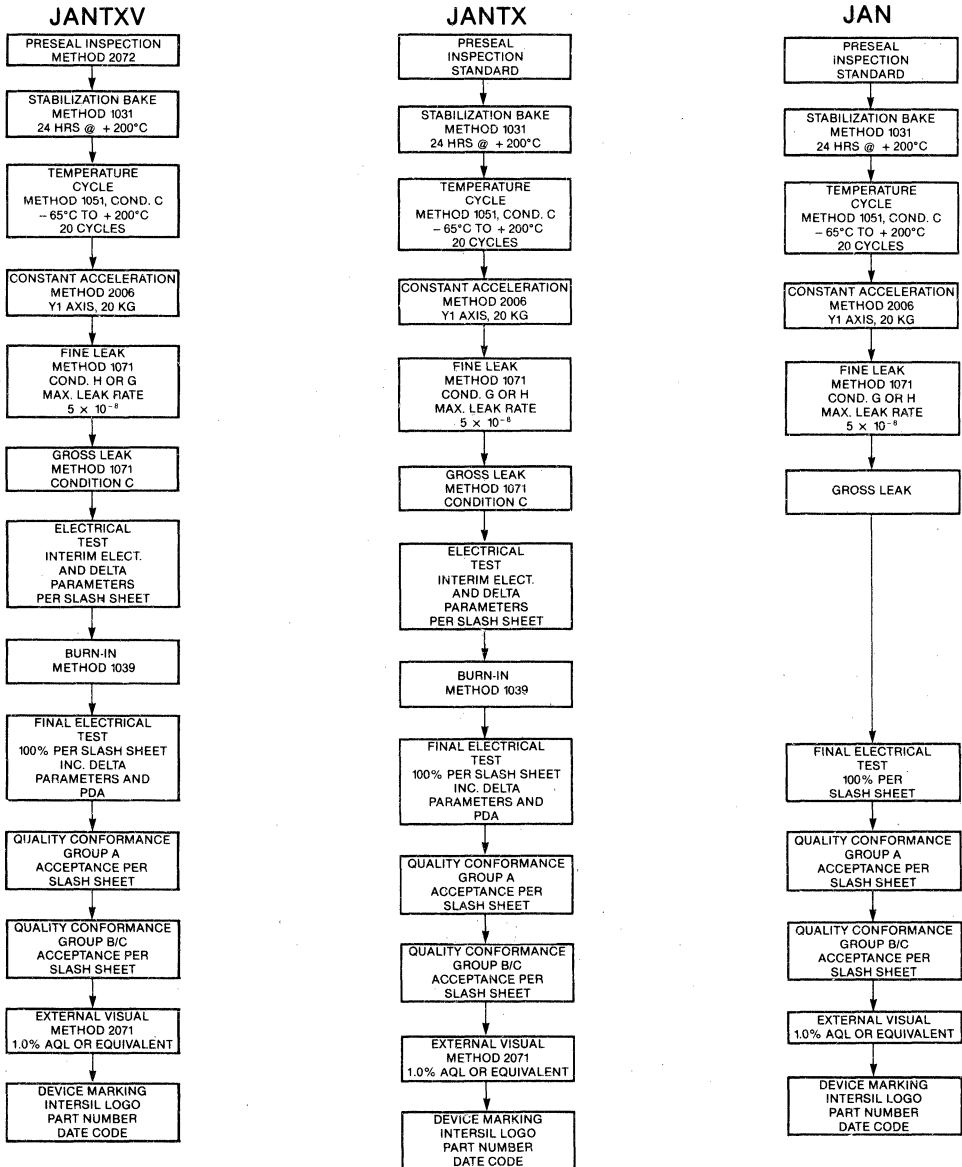 JANTXV
PRESEAL INSPECTION
METHOD 2072
STABILIZATION BAKE
METHOD 1031
24 HRS @ + 200°C
TEMPERATURE
CYCLE
METHOD 1051, COND. C
– 65°C TO + 200°C
20 CYCLES
CONSTANT ACCELERATION
METHOD 2006
Y1 AXIS, 20 KG
FINE LEAK
METHOD 1071
COND. H OR G
MAX. LEAK RATE
5 × 10⁻⁸
GROSS LEAK
METHOD 1071
CONDITION C
ELECTRICAL
TEST
INTERIM ELECT.
AND DELTA
PARAMETERS
PER SLASH SHEET
BURN-IN
METHOD 1039
FINAL ELECTRICAL
TEST
100% PER SLASH SHEET
INC. DELTA
PARAMETERS AND
PDA
QUALITY CONFORMANCE
GROUP A
ACCEPTANCE PER
SLASH SHEET
QUALITY CONFORMANCE
GROUP B/C
ACCEPTANCE PER
SLASH SHEET
EXTERNAL VISUAL
METHOD 2071
1.0% AQL OR EQUIVALENT
DEVICE MARKING
INTERSIL LOGO
PART NUMBER
DATE CODE
JANTX
PRESEAL
INSPECTION
STANDARD
STABILIZATION BAKE
METHOD 1031
24 HRS @ + 200°C
TEMPERATURE
CYCLE
METHOD 1051, COND. C
– 65°C TO + 200°C
20 CYCLES
CONSTANT ACCELERATION
METHOD 2006
Y1 AXIS, 20 KG
FINE LEAK
METHOD 1071
COND. G OR H
MAX. LEAK RATE
5 × 10⁻⁸
GROSS LEAK
METHOD 1071
CONDITION C
ELECTRICAL
TEST
INTERIM ELECT.
AND DELTA
PARAMETERS
PER SLASH SHEET
BURN-IN
METHOD 1039
FINAL ELECTRICAL
TEST
100% PER SLASH SHEET
INC. DELTA
PARAMETERS AND
PDA
QUALITY CONFORMANCE
GROUP A
ACCEPTANCE PER
SLASH SHEET
QUALITY CONFORMANCE
GROUP B/C
ACCEPTANCE PER
SLASH SHEET
EXTERNAL VISUAL
METHOD 2071
1.0% AQL OR EQUIVALENT
DEVICE MARKING
INTERSIL LOGO
PART NUMBER
DATE CODE
JAN
PRESEAL
INSPECTION
STANDARD
STABILIZATION BAKE
METHOD 1031
24 HRS @ + 200°C
TEMPERATURE
CYCLE
METHOD 1051, COND. C
– 65°C TO + 200°C
20 CYCLES
CONSTANT ACCELERATION
METHOD 2006
Y1 AXIS, 20 KG
FINE LEAK
METHOD 1071
COND. G OR H
MAX. LEAK RATE
5 × 10⁻⁸
GROSS LEAK
FINAL ELECTRICAL
TEST
100% PER
SLASH SHEET
QUALITY CONFORMANCE
GROUP A
ACCEPTANCE PER
SLASH SHEET
QUALITY CONFORMANCE
GROUP B/C
ACCEPTANCE PER
SLASH SHEET
EXTERNAL VISUAL
1.0% AQL OR EQUIVALENT
DEVICE MARKING
INTERSIL LOGO
PART NUMBER
DATE CODE